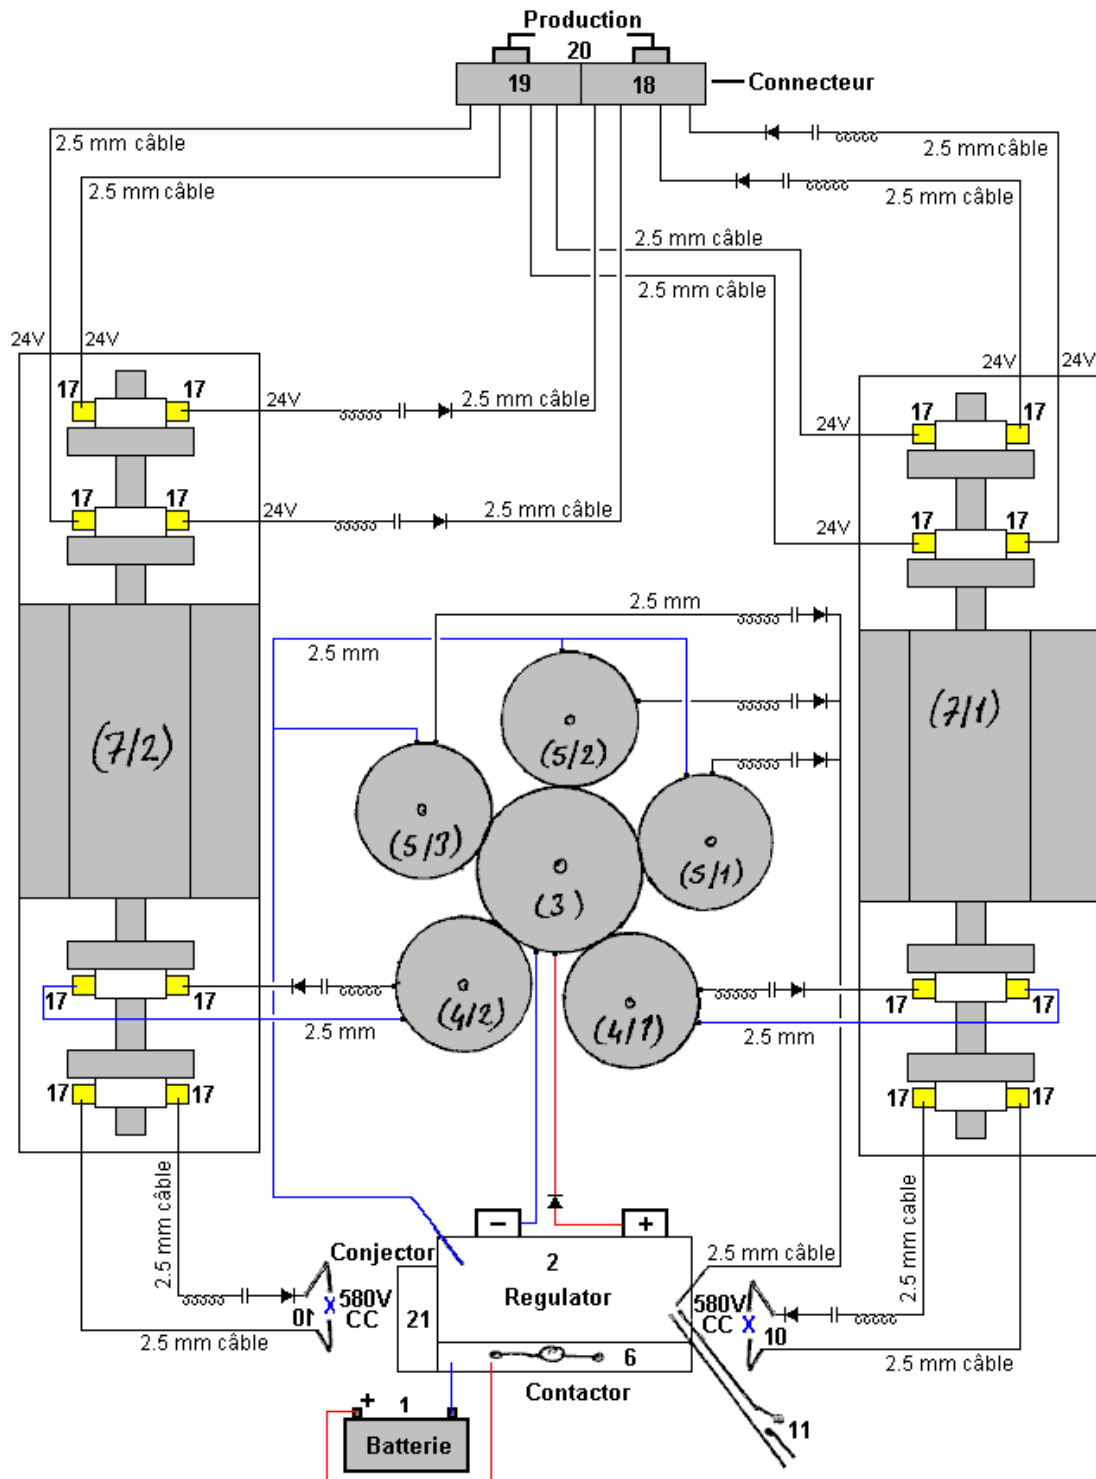 Production
20
19
18
Connecteur
2.5 mm câble
2.5 mm câble
2.5 mm câble
2.5 mm câble
2.5 mm câble
2.5 mm câble
24V
24V
24V
24V
17
17
24V
2.5 mm câble
17
17
24V
17
17
24V
2.5 mm câble
17
17
24V
2.5 mm
2.5 mm
(7/2)
(5/2)
(7/1)
(5/3)
(5/1)
(3)
(4/2)
(4/1)
17
17
17
17
2.5 mm
2.5 mm
17
17
17
17
2.5 mm câble
2.5 mm cable
−
+
Conjector
2
2.5 mm câble
Regulator
10
580V
CC
21
580V
CC
10
2.5 mm câble
6
2.5 mm câble
Contactor
+
1
11
Batterie